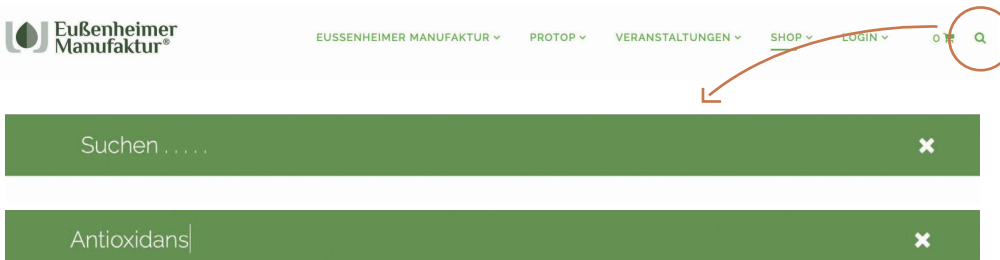 Eußenheimer
Manufaktur®
EUSSENHEIMER MANUFAKTUR PROTOP VERANSTALTUNGEN SHOP LOGIN 0
Suchen . . . . .
Antioxidans